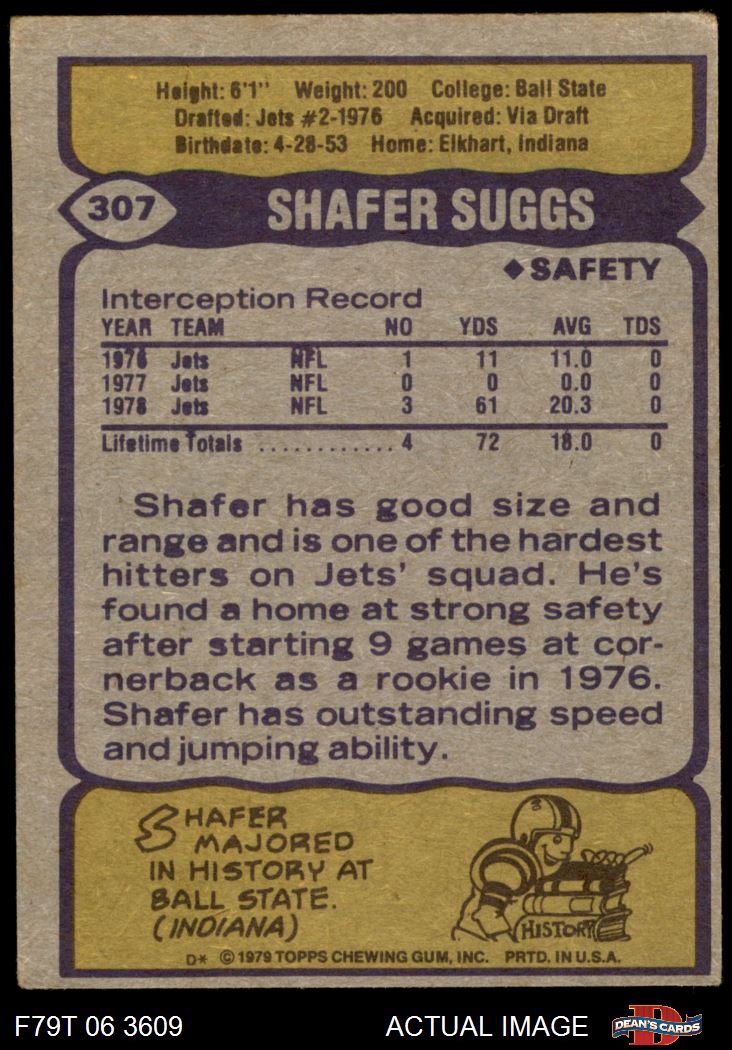 Height: 6'1" Weight: 200 College: Ball State
Drafted: Jets #2-1976 Acquired: Via Draft
Birthdate: 4-28-53 Home: Elkhart, Indiana
307 SHAFER SUGGS
◆SAFETY
Interception Record
YEAR TEAM NO YDS AVG TDS
1976 Jets NFL 1 11 11.0 0
1977 Jets NFL 0 0 0.0 0
1978 Jets NFL 3 61 20.3 0
Lifetime Totals ............ 4 72 18.0 0
Shafer has good size and
range and is one of the hardest
hitters on Jets' squad. He's
found a home at strong safety
after starting 9 games at cor-
nerback as a rookie in 1976.
Shafer has outstanding speed
and jumping ability.
SHAFER
MAJORED
IN HISTORY AT
BALL STATE.
(INDIANA)
HISTORY
D* © 1979 TOPPS CHEWING GUM, INC. PRTD. IN U.S.A.
F79T 06 3609 ACTUAL IMAGE D DEAN'S CARDS